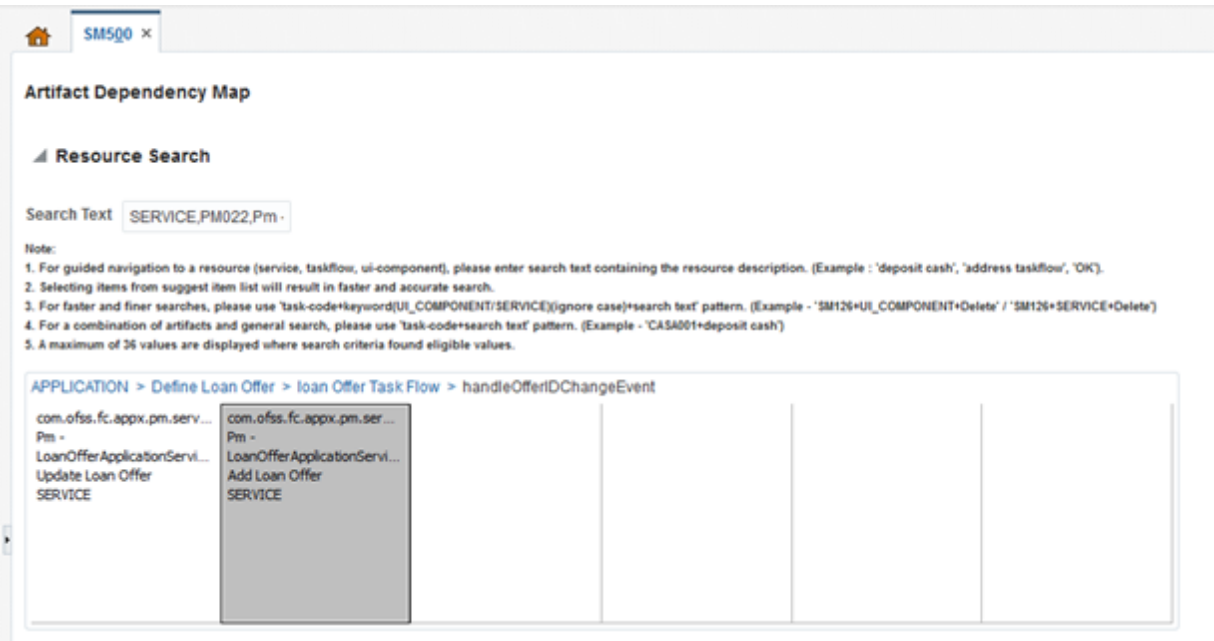 SM500 ×
Artifact Dependency Map
Resource Search
Search Text SERVICE,PM022,Pm -
Note:
1. For guided navigation to a resource (service, taskflow, ui-component), please enter search text containing the resource description. (Example : 'deposit cash', 'address taskflow', 'OK').
2. Selecting items from suggest item list will result in faster and accurate search.
3. For faster and finer searches, please use 'task-code+keyword(UI_COMPONENT/SERVICE)(ignore case)+search text' pattern. (Example - 'SM126+UI_COMPONENT+Delete' / 'SM126+SERVICE+Delete')
4. For a combination of artifacts and general search, please use 'task-code+search text' pattern. (Example - 'CASA001+deposit cash')
5. A maximum of 36 values are displayed where search criteria found eligible values.
APPLICATION > Define Loan Offer > loan Offer Task Flow > handleOfferIDChangeEvent
com.ofss.fc.appx.pm.serv...
Pm -
LoanOfferApplicationServi...
Update Loan Offer
SERVICE
com.ofss.fc.appx.pm.ser...
Pm -
LoanOfferApplicationServi...
Add Loan Offer
SERVICE